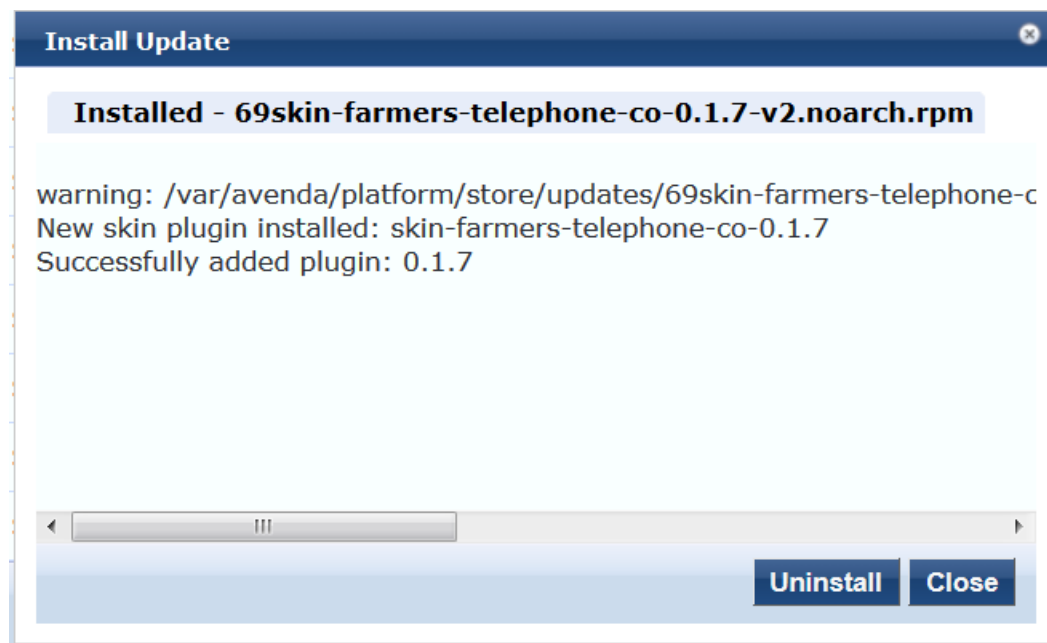 Install Update
Installed - 69skin-farmers-telephone-co-0.1.7-v2.noarch.rpm
warning: /var/avenda/platform/store/updates/69skin-farmers-telephone-c
New skin plugin installed: skin-farmers-telephone-co-0.1.7
Successfully added plugin: 0.1.7
Uninstall Close